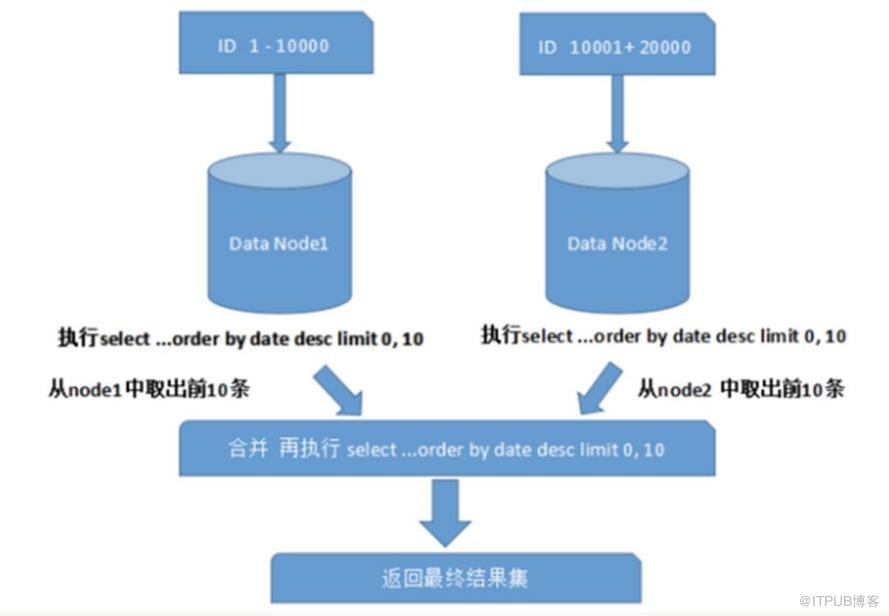 ID 1 - 10000
ID 10001+ 20000
Data Node1
Data Node2
执行select ...order by date desc limit 0, 10
执行select ...order by date desc limit 0, 10
从node1中取出前10条
从node2 中取出前10条
合并 再执行 select ...order by date desc limit 0, 10
返回最终结果集
@ITPUB博客